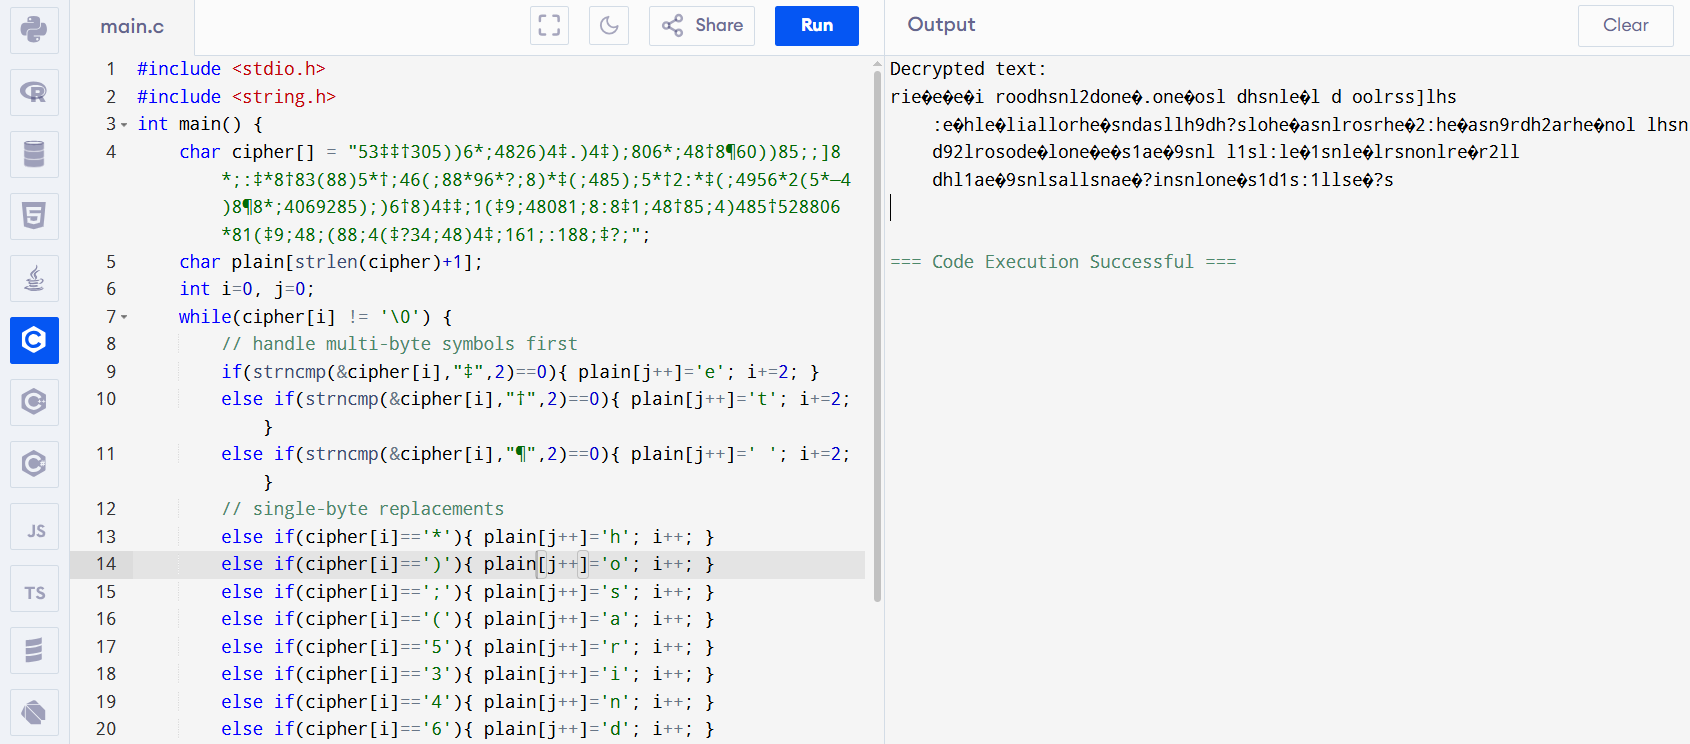 main.c
Share
Run
Output
Clear
JS
TS
1 #include <stdio.h>
2 #include <string.h>
3 int main() {
4 char cipher[] = "53‡‡†305))6*;4826)4‡.)4‡);806*;48†8¶60))85;;]8
*;:‡*8†83(88)5*†;46(;88*96*?;8)*‡(;485);5*†2:*‡(;4956*2(5*—4
)8¶8*;4069285);)6†8)4‡‡;1(‡9;48081;8:8‡1;48†85;4)485†528806
*81(‡9;48;(88;4(‡?34;48)4‡;161;:188;‡?;";
5 char plain[strlen(cipher)+1];
6 int i=0, j=0;
7 while(cipher[i] != '\0') {
8 // handle multi-byte symbols first
9 if(strncmp(&cipher[i],"‡",2)==0){ plain[j++]='e'; i+=2; }
10 else if(strncmp(&cipher[i],"†",2)==0){ plain[j++]='t'; i+=2;
}
11 else if(strncmp(&cipher[i],"¶",2)==0){ plain[j++]=' '; i+=2;
}
12 // single-byte replacements
13 else if(cipher[i]=='*'){ plain[j++]='h'; i++; }
14 else if(cipher[i]==')'){ plain[j++]='o'; i++; }
15 else if(cipher[i]==';'){ plain[j++]='s'; i++; }
16 else if(cipher[i]=='('){ plain[j++]='a'; i++; }
17 else if(cipher[i]=='5'){ plain[j++]='r'; i++; }
18 else if(cipher[i]=='3'){ plain[j++]='i'; i++; }
19 else if(cipher[i]=='4'){ plain[j++]='n'; i++; }
20 else if(cipher[i]=='6'){ plain[j++]='d'; i++; }
Decrypted text:
rie�e�e�i roodhsnl2done�.one�osl dhsnle�l d oolrss]lhs
:e�hle�liallorhe�sndasllh9dh?slohe�asnlrosrhe�2:he�asn9rdh2arhe�nol lhsn
d92lrosode�lone�e�s1ae�9snl l1sl:le�1snle�lrsnonlre�r2ll
dhl1ae�9snlsallsnae�?insnlone�s1d1s:1llse�?s
=== Code Execution Successful ===